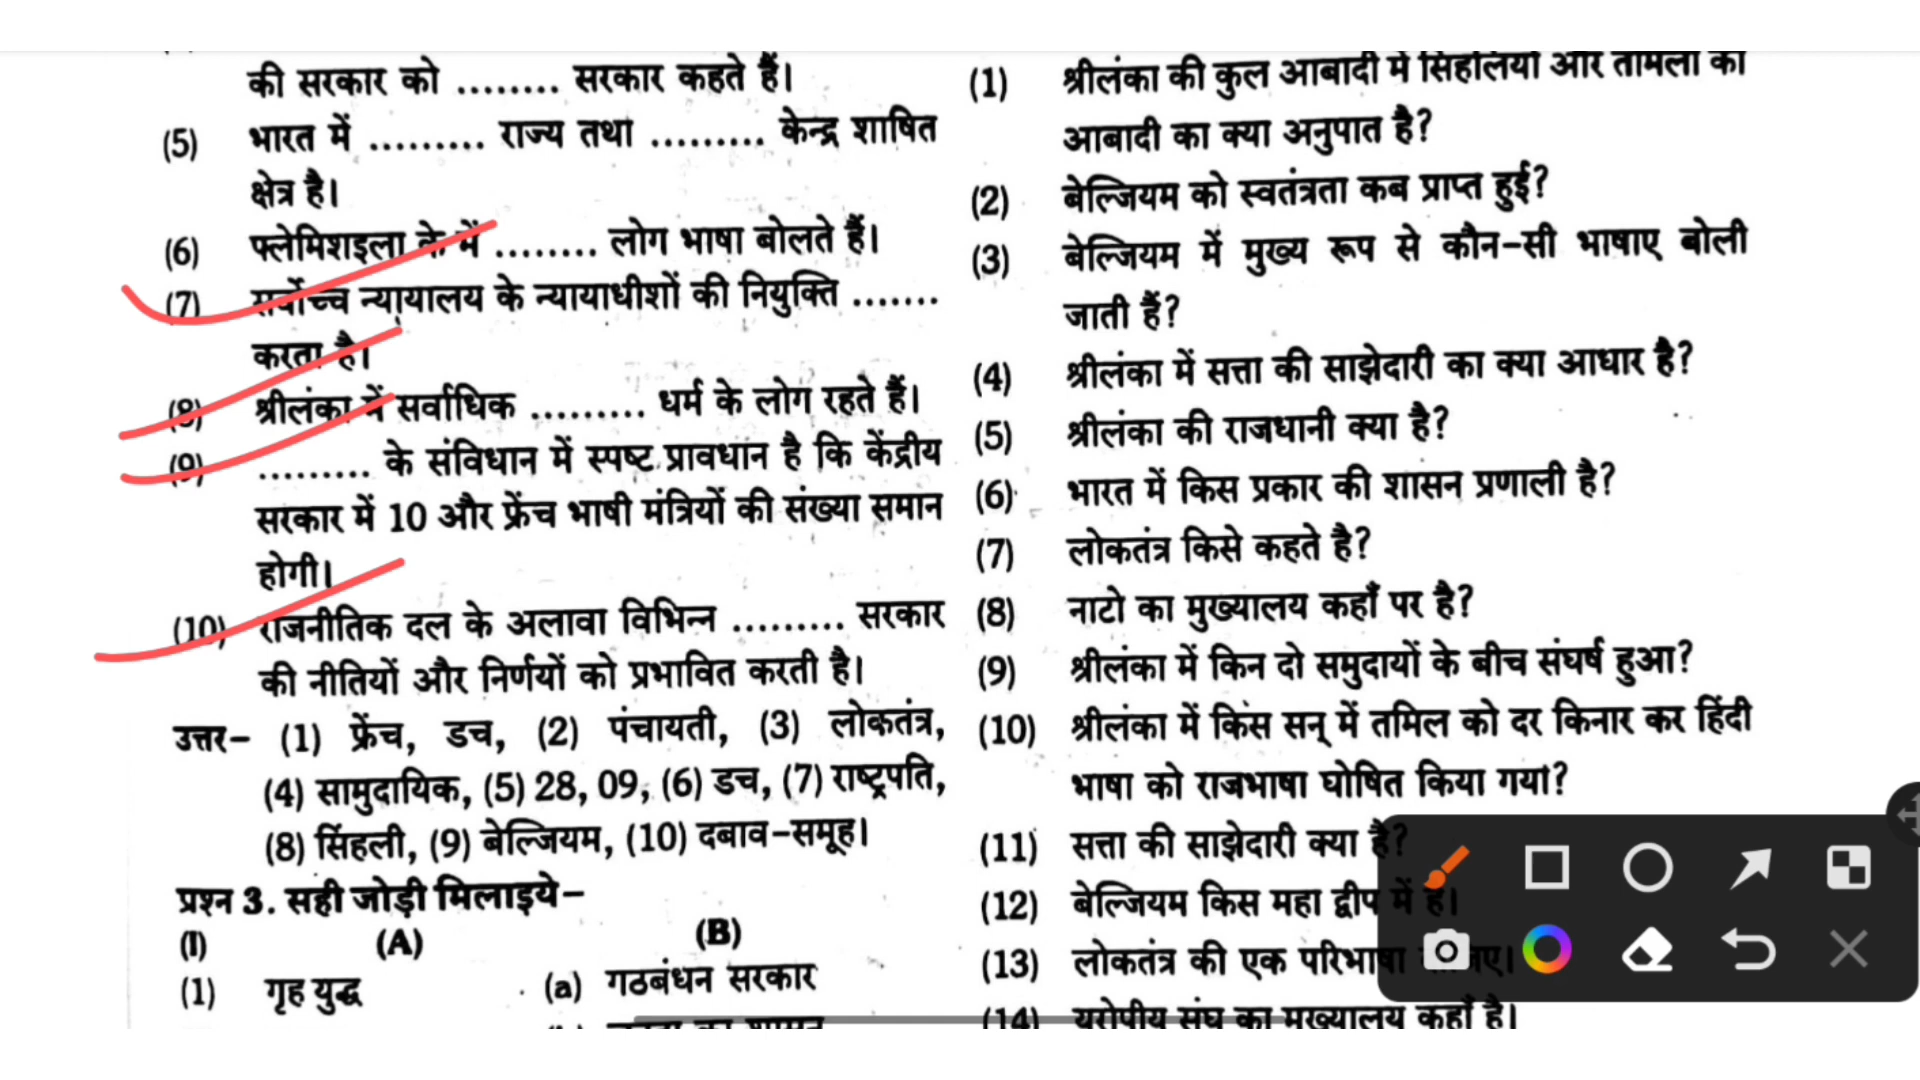 की सरकार को ........ सरकार कहते हैं।
(5) भारत में ......... राज्य तथा ......... केन्द्र शाषित
क्षेत्र है।
(6) फ्लेमिशइला के में ........ लोग भाषा बोलते हैं।
(7) सर्वोच्च न्यायालय के न्यायाधीशों की नियुक्ति .......
करता है।
(8) श्रीलंका में सर्वाधिक ......... धर्म के लोग रहते हैं।
(9) ......... के संविधान में स्पष्ट प्रावधान है कि केंद्रीय
सरकार में 10 और फ्रेंच भाषी मंत्रियों की संख्या समान
होगी।
(10) राजनीतिक दल के अलावा विभिन्न ......... सरकार
की नीतियों और निर्णयों को प्रभावित करती है।
उत्तर– (1) फ्रेंच, डच, (2) पंचायती, (3) लोकतंत्र,
(4) सामुदायिक, (5) 28, 09, (6) डच, (7) राष्ट्रपति,
(8) सिंहली, (9) बेल्जियम, (10) दबाव–समूह।
प्रश्न 3. सही जोड़ी मिलाइये–
(I) (A) (B)
(1) गृह युद्ध (a) गठबंधन सरकार
(1) श्रीलंका की कुल आबादी में सिंहलियों और तमिलों की
आबादी का क्या अनुपात है?
(2) बेल्जियम को स्वतंत्रता कब प्राप्त हुई?
(3) बेल्जियम में मुख्य रूप से कौन–सी भाषाए बोली
जाती हैं?
(4) श्रीलंका में सत्ता की साझेदारी का क्या आधार है?
(5) श्रीलंका की राजधानी क्या है?
(6) भारत में किस प्रकार की शासन प्रणाली है?
(7) लोकतंत्र किसे कहते है?
(8) नाटो का मुख्यालय कहाँ पर है?
(9) श्रीलंका में किन दो समुदायों के बीच संघर्ष हुआ?
(10) श्रीलंका में किस सन् में तमिल को दर किनार कर हिंदी
भाषा को राजभाषा घोषित किया गया?
(11) सत्ता की साझेदारी क्या है?
(12) बेल्जियम किस महा द्वीप में है।
(13) लोकतंत्र की एक परिभाषा
(14) यूरोपीय संघ का मुख्यालय कहाँ है।